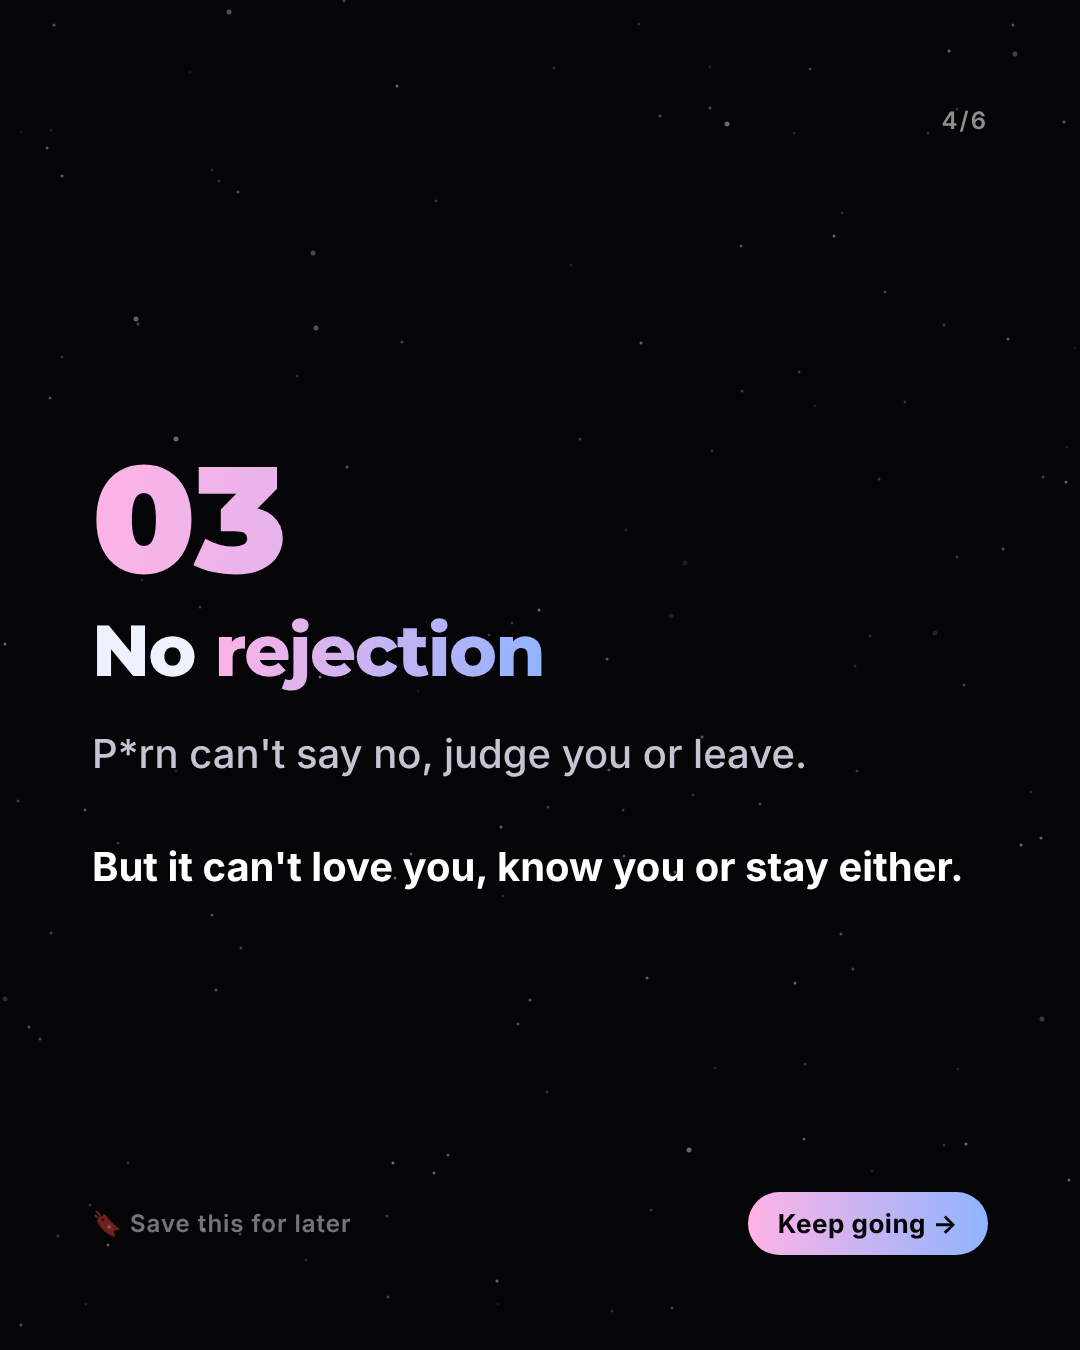 4/6
03
No rejection
P*rn can't say no, judge you or leave.
But it can't love you, know you or stay either.
🔖 Save this for later
Keep going →